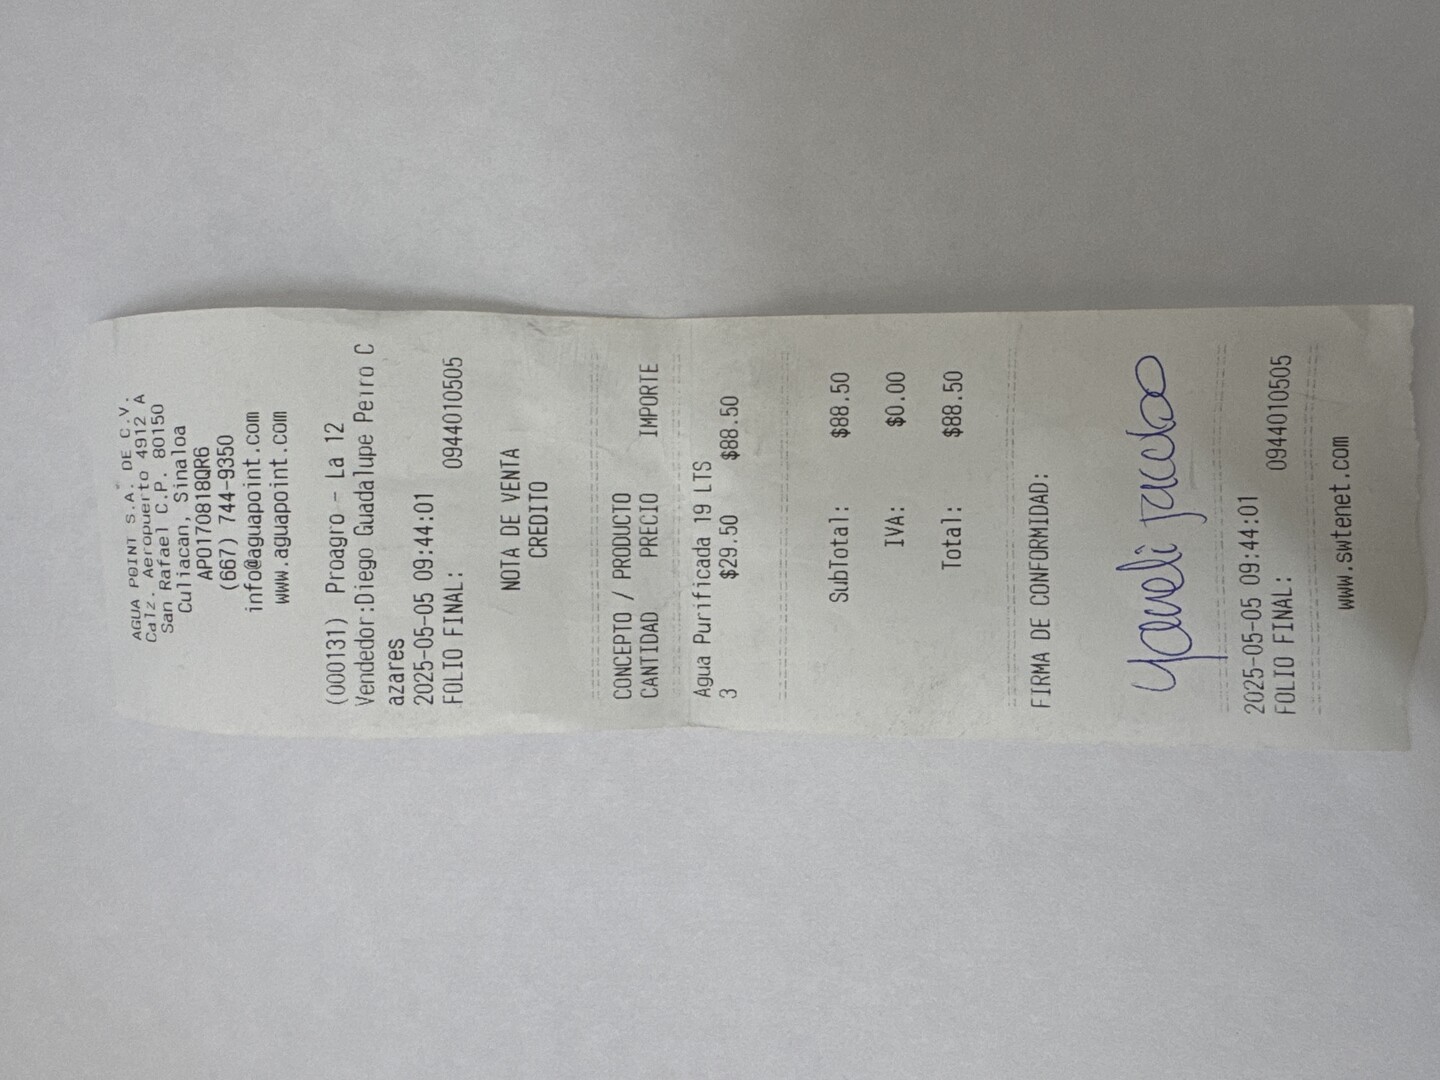 AGUA POINT S.A. DE C.V.
Calz. Aeropuerto 4912 A
San Rafael C.P. 80150
Culiacan, Sinaloa
APO170818QR6
(667) 744-9350
info@aguapoint.com
www.aguapoint.com
(000131) Proagro - La 12
Vendedor:Diego Guadalupe Peiro C
azares
2025-05-05 09:44:01
FOLIO FINAL: 0944010505
NOTA DE VENTA
CREDITO
CONCEPTO / PRODUCTO
CANTIDAD PRECIO IMPORTE
Agua Purificada 19 LTS
3 $29.50 $88.50
SubTotal: $88.50
IVA: $0.00
Total: $88.50
FIRMA DE CONFORMIDAD:
Yaneli
2025-05-05 09:44:01
FOLIO FINAL: 0944010505
www.swtenet.com